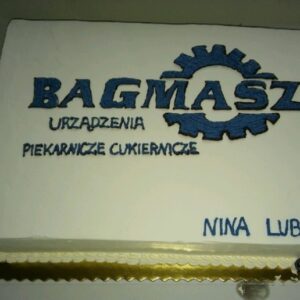 BAGMASZ
URZĄDZENIA
PIEKARNICZE CUKIERNICZE
NINA LUB